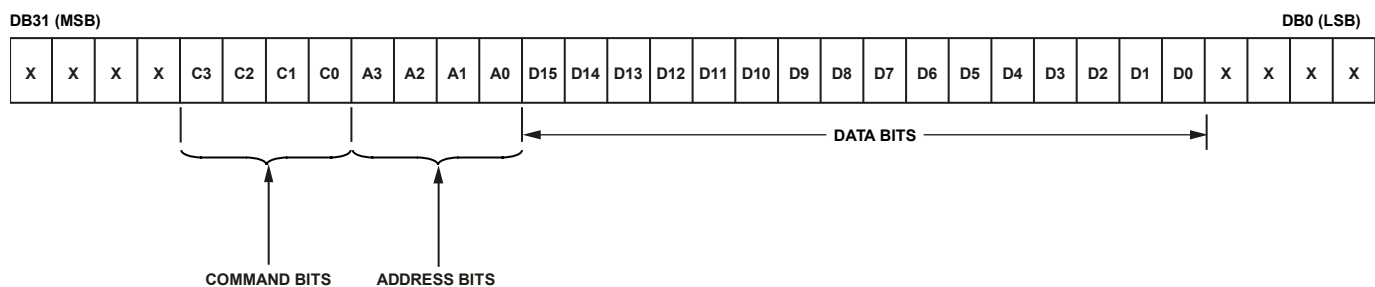 DB31 (MSB) DB0 (LSB)
X X X X C3 C2 C1 C0 A3 A2 A1 A0 D15 D14 D13 D12 D11 D10 D9 D8 D7 D6 D5 D4 D3 D2 D1 D0 X X X X
DATA BITS
COMMAND BITS ADDRESS BITS